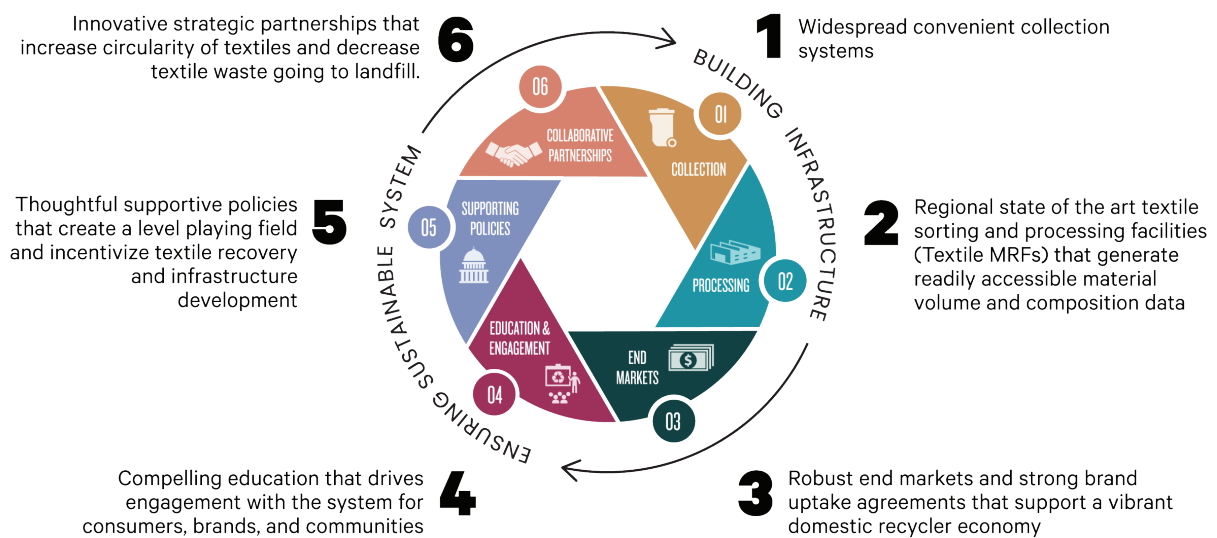 6
Innovative strategic partnerships that
increase circularity of textiles and decrease
textile waste going to landfill.
1
Widespread convenient collection
systems
BUILDING INFRASTRUCTURE
06
COLLABORATIVE
PARTNERSHIPS
01
COLLECTION
5
Thoughtful supportive policies
that create a level playing field
and incentivize textile recovery
and infrastructure
development
05
SUPPORTING
POLICIES
PROCESSING
02
2
Regional state of the art textile
sorting and processing facilities
(Textile MRFs) that generate
readily accessible material
volume and composition data
ENSURING SUSTAINABLE SYSTEM
EDUCATION &
ENGAGEMENT
04
END
MARKETS
$
03
4
Compelling education that drives
engagement with the system for
consumers, brands, and communities
3
Robust end markets and strong brand
uptake agreements that support a vibrant
domestic recycler economy